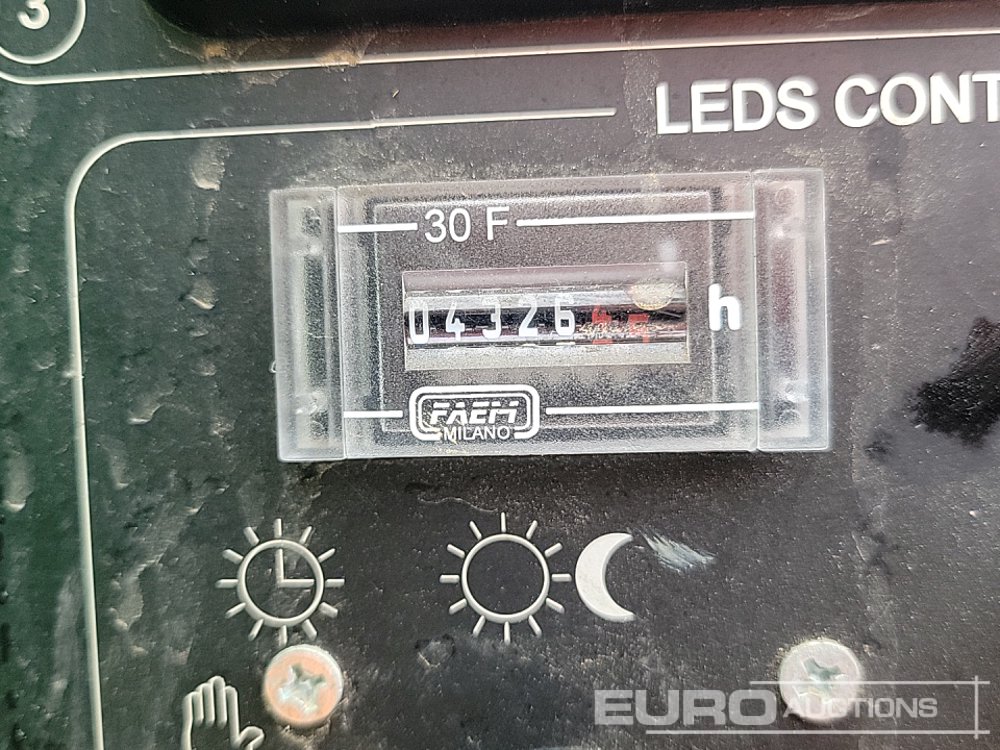 3
LEDS CONT
30 F
04326
h
FAEM
MILANO
EURO AUCTIONS